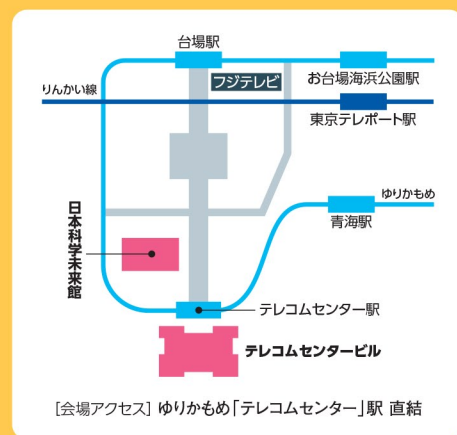 台場駅
フジテレビ
お台場海浜公園駅
りんかい線
東京テレポート駅
ゆりかもめ
青海駅
日本科学未来館
テレコムセンター駅
テレコムセンタービル
[会場アクセス] ゆりかもめ「テレコムセンター」駅 直結